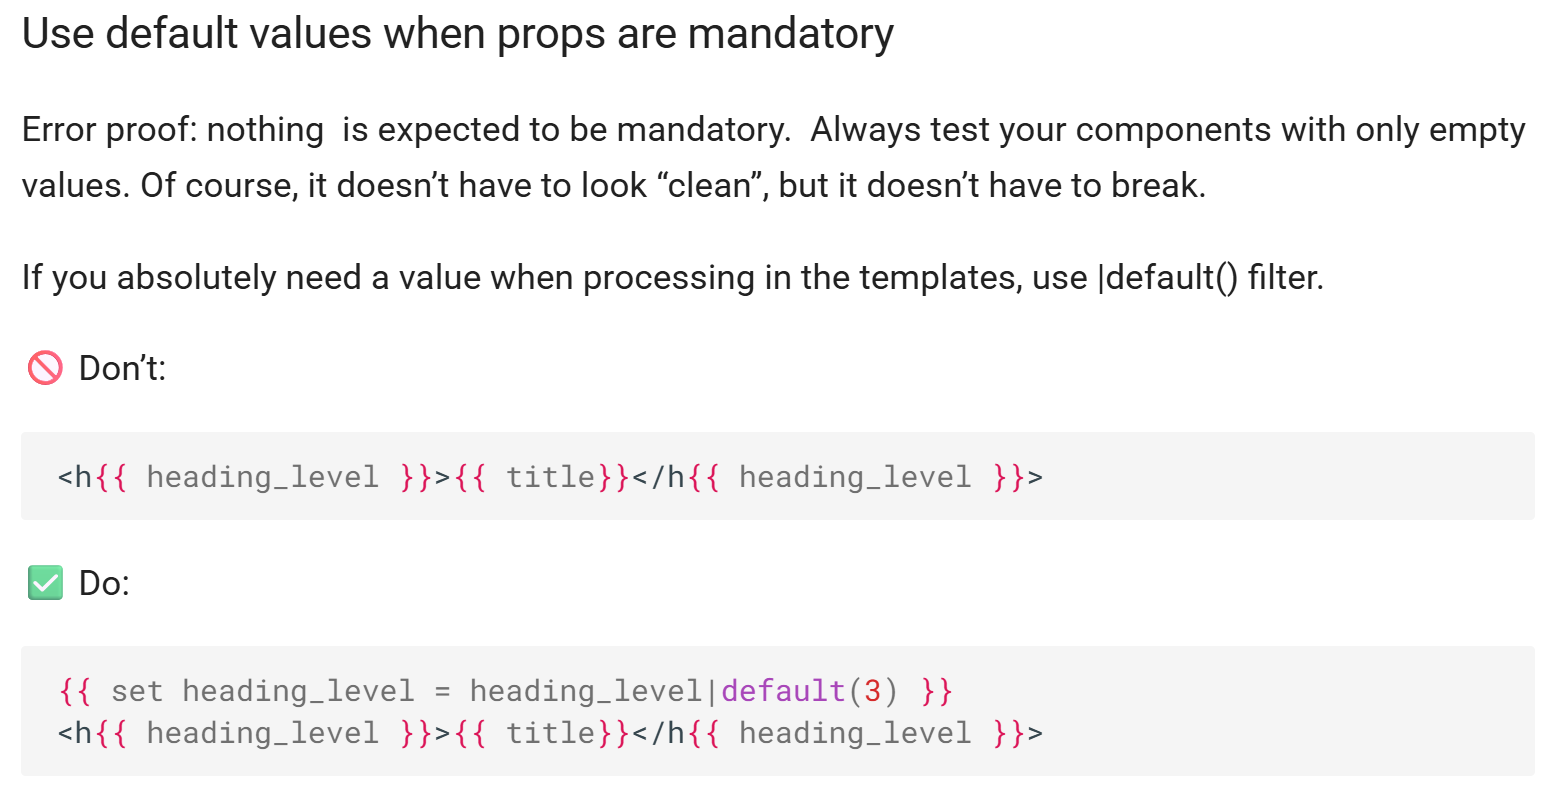 Use default values when props are mandatory
Error proof: nothing  is expected to be mandatory.  Always test your components with only empty
values. Of course, it doesn’t have to look “clean”, but it doesn’t have to break.
If you absolutely need a value when processing in the templates, use |default() filter.
🚫 Don’t:
<h{{ heading_level }}>{{ title}}</h{{ heading_level }}>
✅ Do:
{{ set heading_level = heading_level|default(3) }}
<h{{ heading_level }}>{{ title}}</h{{ heading_level }}>